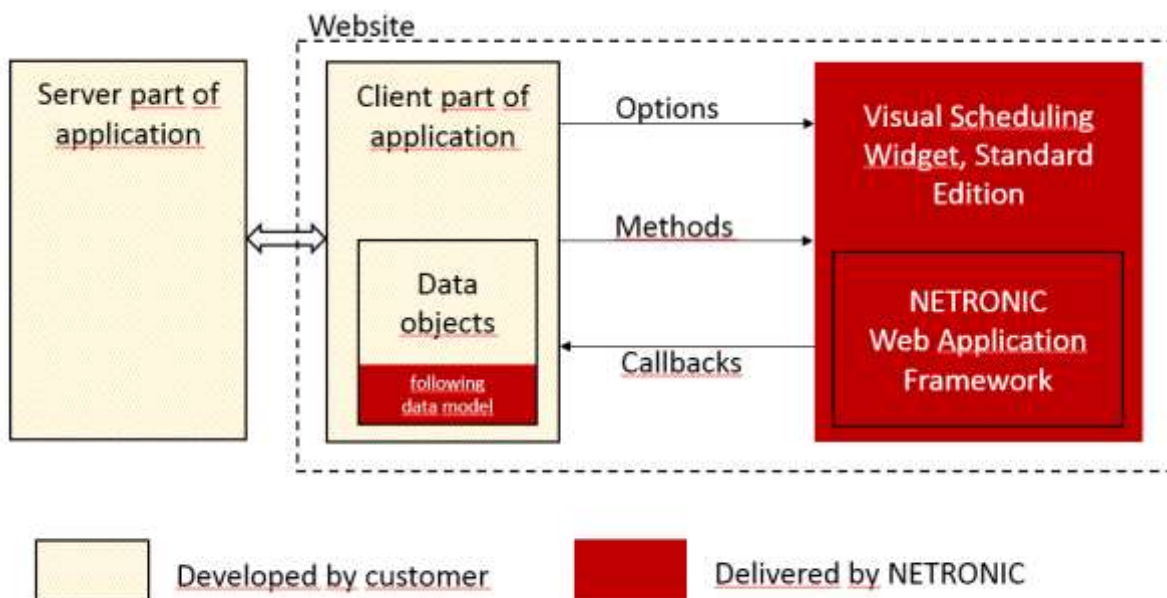 Website
Server part of
application
Client part of
application
Options
Methods
Callbacks
Data
objects
following
data model
Visual Scheduling
Widget, Standard
Edition
NETRONIC
Web Application
Framework
Developed by customer
Delivered by NETRONIC